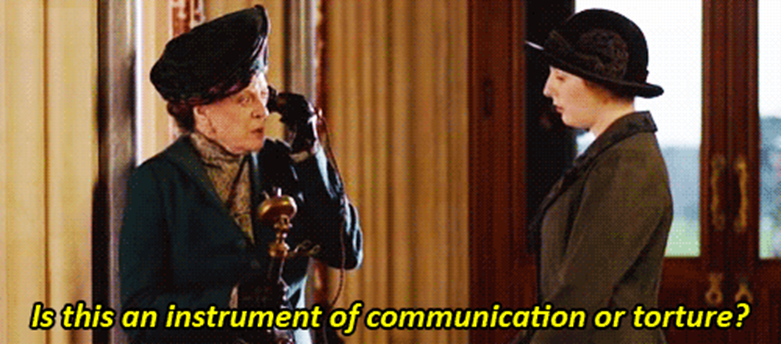 Is this an instrument of communication or torture?